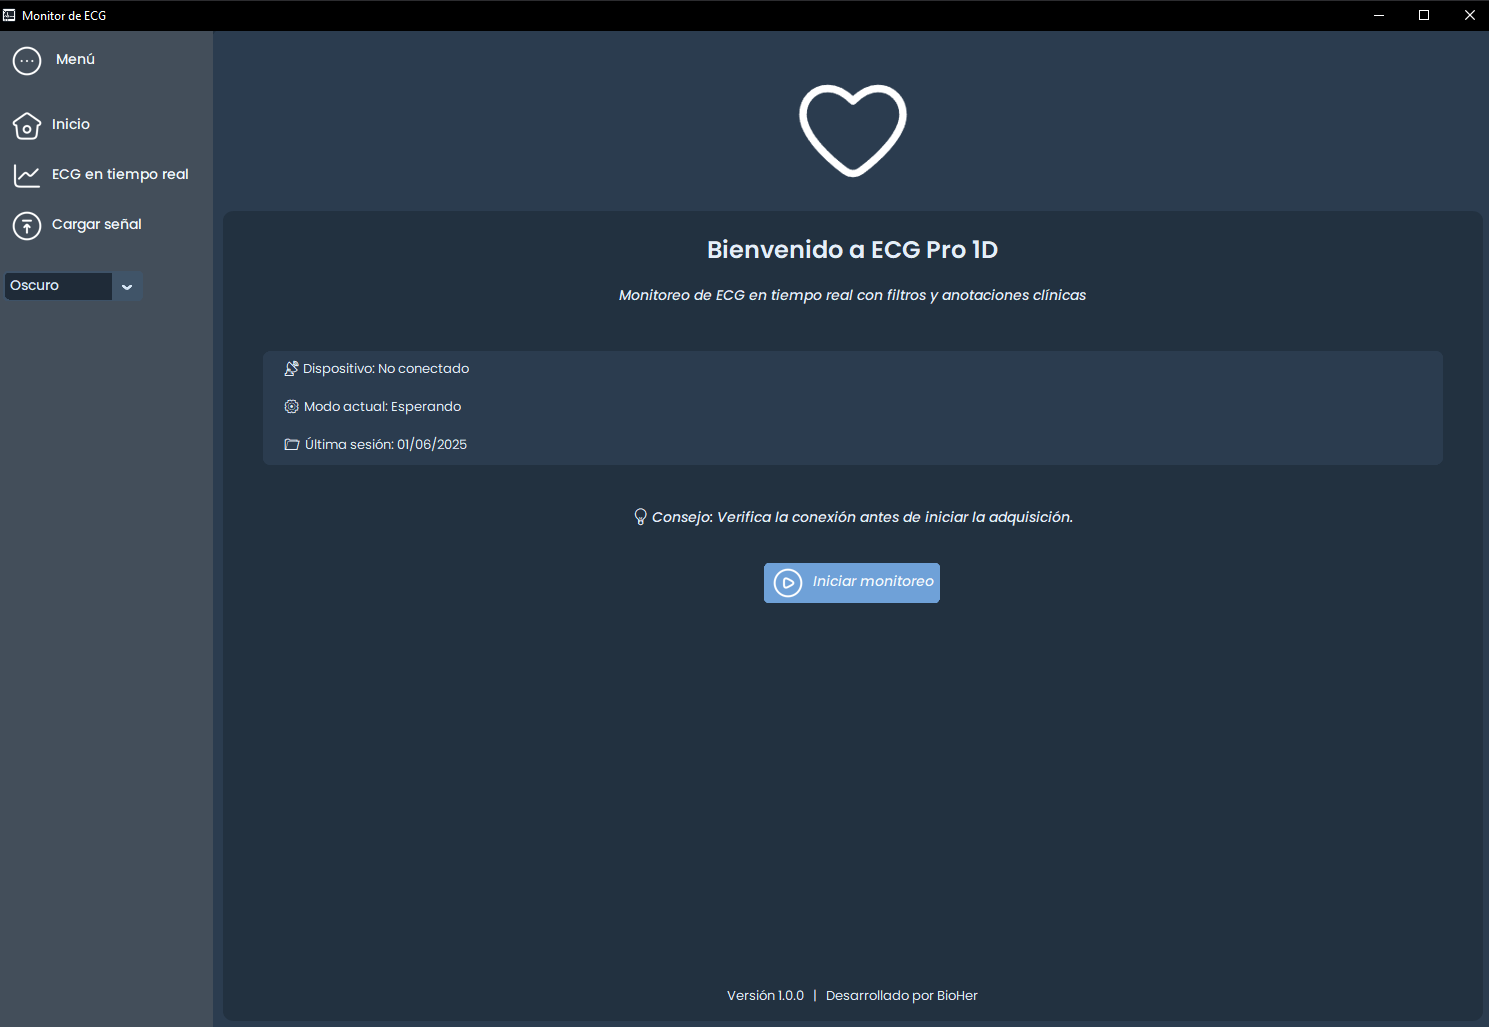 Monitor de ECG
Menú
Inicio
ECG en tiempo real
Cargar señal
Oscuro
Bienvenido a ECG Pro 1D
Monitoreo de ECG en tiempo real con filtros y anotaciones clínicas
Dispositivo: No conectado
Modo actual: Esperando
Última sesión: 01/06/2025
Consejo: Verifica la conexión antes de iniciar la adquisición.
Iniciar monitoreo
Versión 1.0.0 | Desarrollado por BioHer